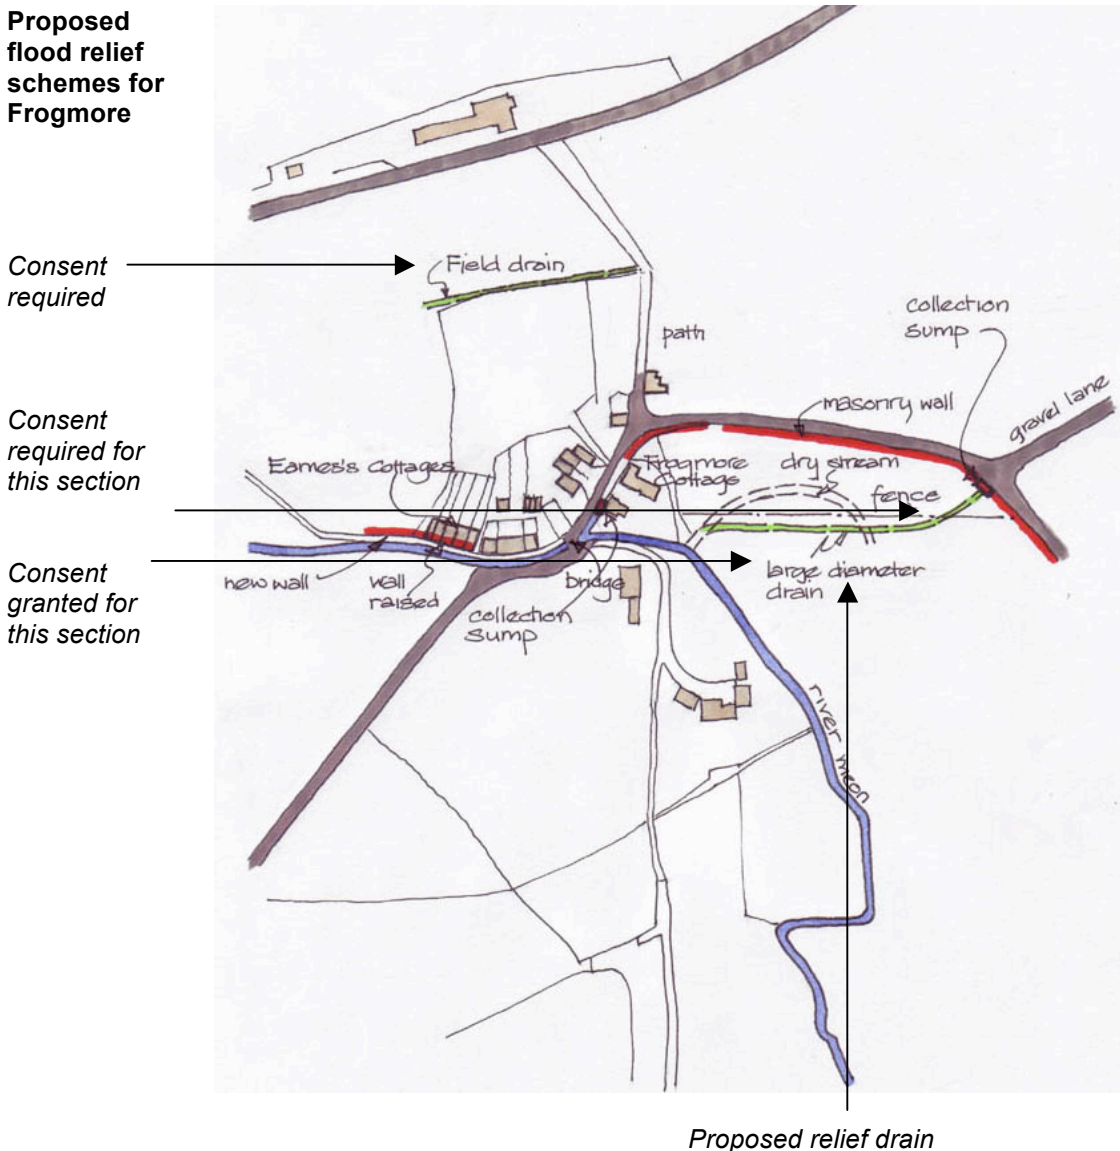 Proposed
flood relief
schemes for
Frogmore
Consent
required
Field drain
path
collection
sump
masonry wall
gravel lane
Consent
required for
this section
Eames's Cottages
Frogmore
Cottage
dry stream
fence
Consent
granted for
this section
new wall
wall
raised
collection
sump
bridge
large diameter
drain
river meon
Proposed relief drain